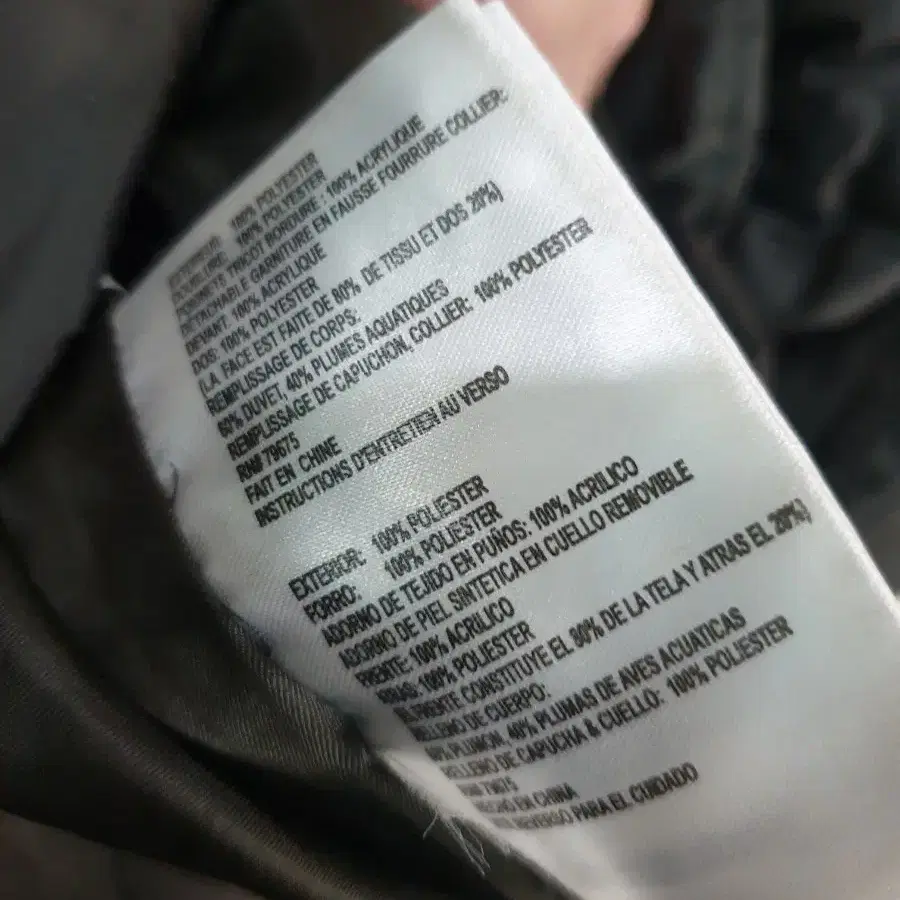 EXTERIEUR: 100% POLYESTER
DOUBLURE: 100% POLYESTER
POIGNETS TRICOT BORDURE : 100% ACRYLIQUE
DETACHABLE GARNITURE EN FAUSSE FOURRURE COLLIER:
DEVANT: 100% ACRYLIQUE
DOS: 100% POLYESTER
(LA FACE EST FAITE DE 80% DE TISSU ET DOS 20%)
REMPLISSAGE DE CORPS:
60% DUVET, 40% PLUMES AQUATIQUES
REMPLISSAGE DE CAPUCHON, COLLIER: 100% POLYESTER
RN# 79675
FAIT EN CHINE
INSTRUCTIONS D'ENTRETIEN AU VERSO
EXTERIOR: 100% POLIESTER
FORRO: 100% POLIESTER
ADORNO DE TEJIDO EN PUÑOS: 100% ACRILICO
ADORNO DE PIEL SINTETICA EN CUELLO REMOVIBLE
FRENTE: 100% ACRILICO
100% POLIESTER
CONSTITUYE EL 80% DE LA TELA Y ATRAS EL 20%)
RELLENO DE CUERPO:
PLUMON, 40% PLUMAS DE AVES ACUATICAS
RELLENO DE CAPUCHA & CUELLO: 100% POLIESTER
79675
HECHO EN CHINA
REVERSO PARA EL CUIDADO